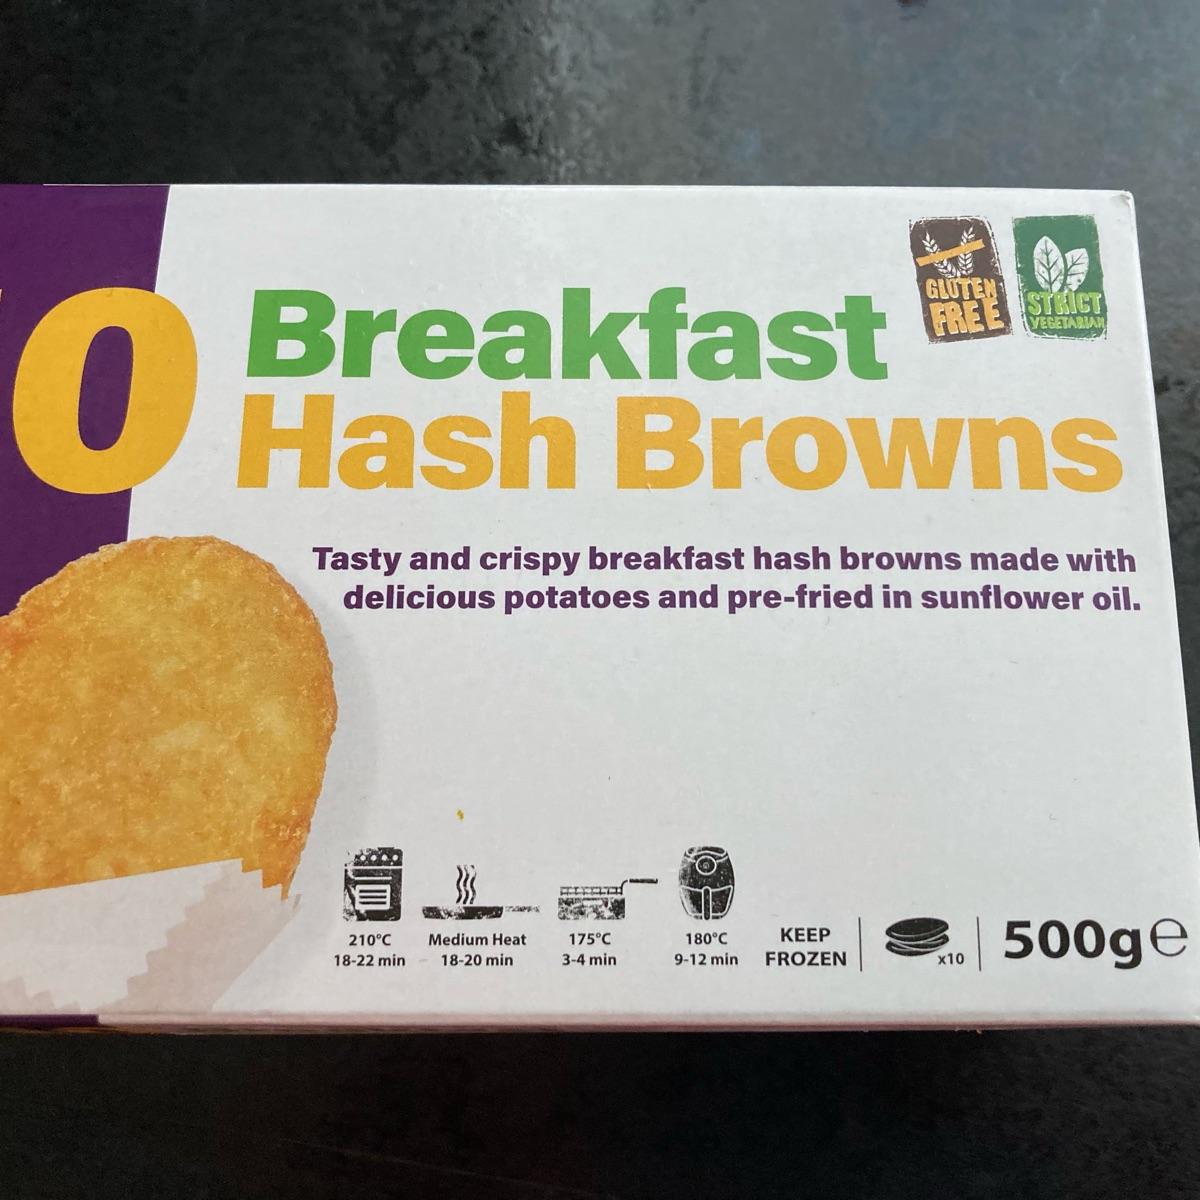 10
Breakfast
Hash Browns
GLUTEN
FREE
STRICT
VEGETARIAN
Tasty and crispy breakfast hash browns made with
delicious potatoes and pre-fried in sunflower oil.
210°C
18-22 min
Medium Heat
18-20 min
175°C
3-4 min
180°C
9-12 min
KEEP
FROZEN
x10
500g℮